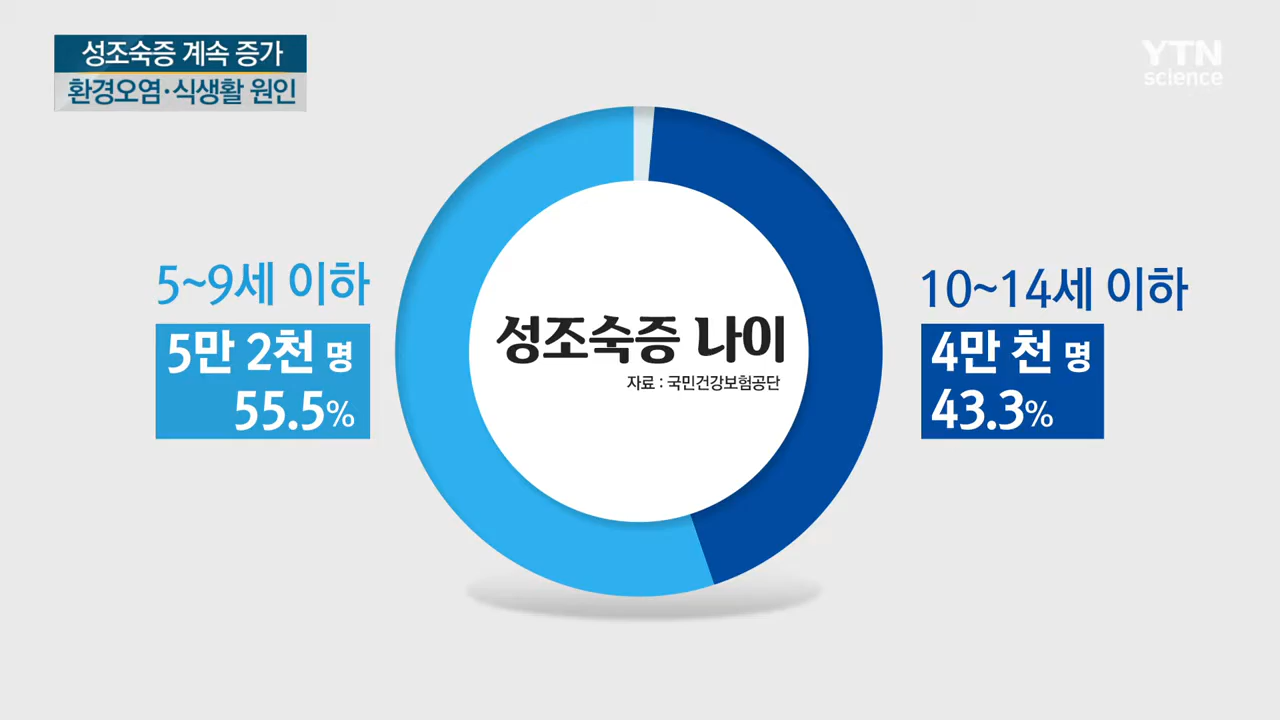 성조숙증 계속 증가
환경오염·식생활 원인
YTN
science
5~9세 이하
5만 2천 명
55.5%
성조숙증 나이
자료 : 국민건강보험공단
10~14세 이하
4만 천 명
43.3%